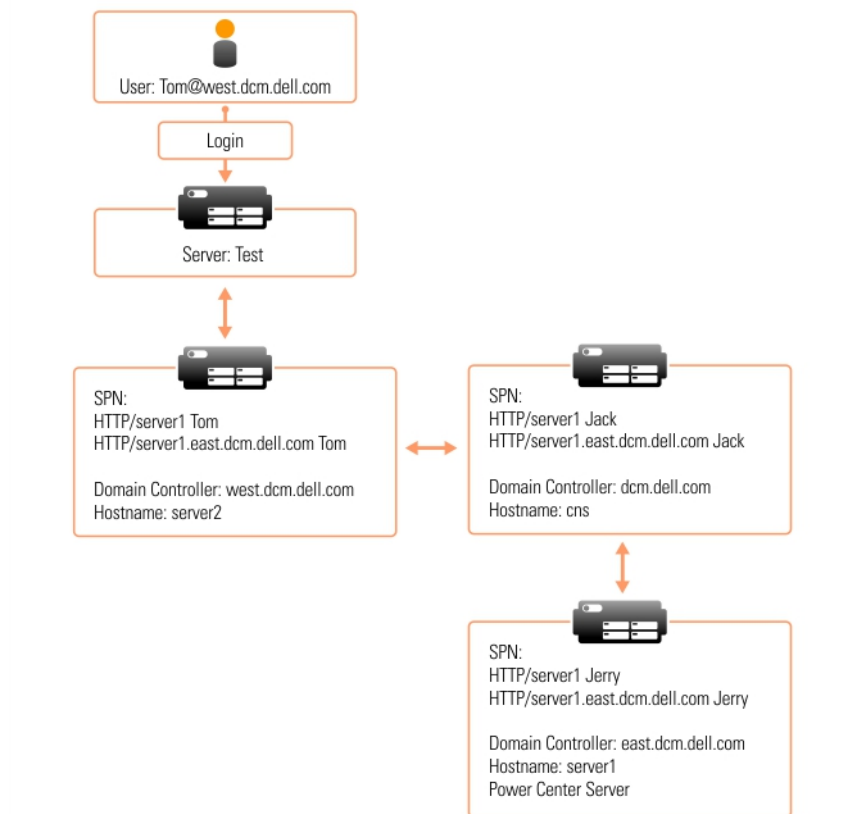 User: Tom@west.dcm.dell.com
Login
Server: Test
SPN:
HTTP/server1 Tom
HTTP/server1.east.dcm.dell.com Tom
Domain Controller: west.dcm.dell.com
Hostname: server2
SPN:
HTTP/server1 Jack
HTTP/server1.east.dcm.dell.com Jack
Domain Controller: dcm.dell.com
Hostname: cns
SPN:
HTTP/server1 Jerry
HTTP/server1.east.dcm.dell.com Jerry
Domain Controller: east.dcm.dell.com
Hostname: server1
Power Center Server